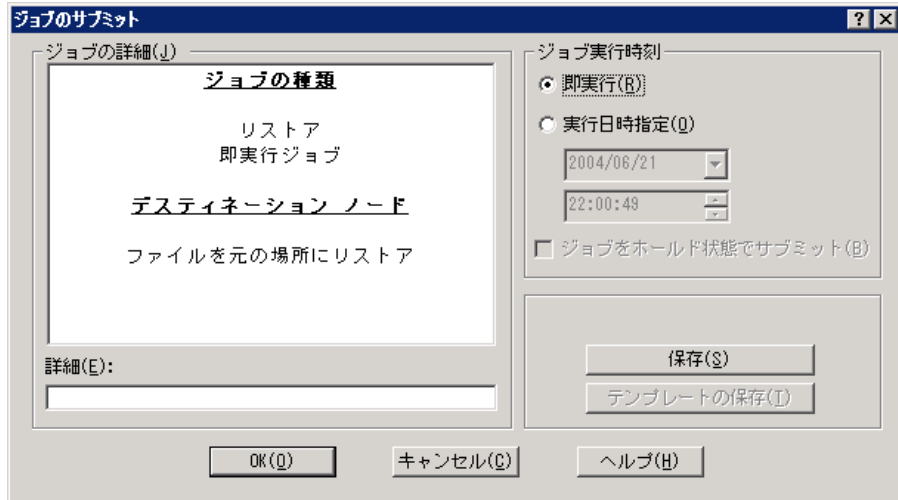 ジョブのサブミット
ジョブの詳細(J)
ジョブの種類
リストア
即実行ジョブ
デスティネーション ノード
ファイルを元の場所にリストア
詳細(E):
ジョブ実行時刻
即実行(R)
実行日時指定(O)
2004/06/21
22:00:49
ジョブをホールド状態でサブミット(B)
保存(S)
テンプレートの保存(T)
OK(O)
キャンセル(C)
ヘルプ(H)